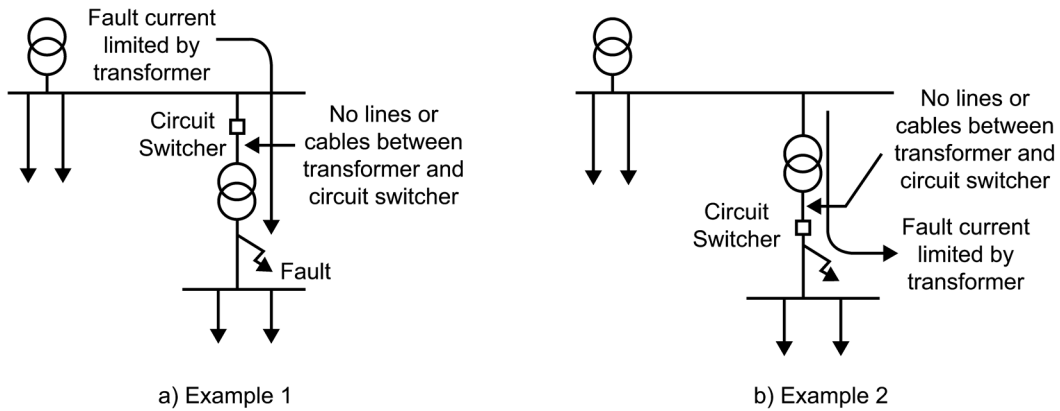 Fault current
limited by
transformer
Circuit
Switcher
No lines or
cables between
transformer and
circuit switcher
Fault
a) Example 1
No lines or
cables between
transformer and
circuit switcher
Circuit
Switcher
Fault current
limited by
transformer
b) Example 2